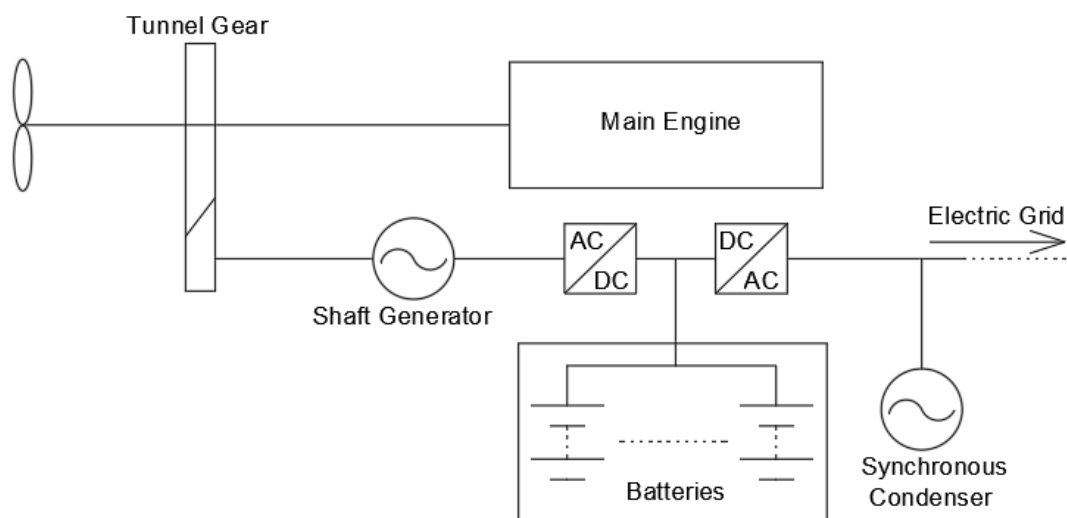 Tunnel Gear
Main Engine
Electric Grid
AC
DC
DC
AC
Shaft Generator
Batteries
Synchronous
Condenser